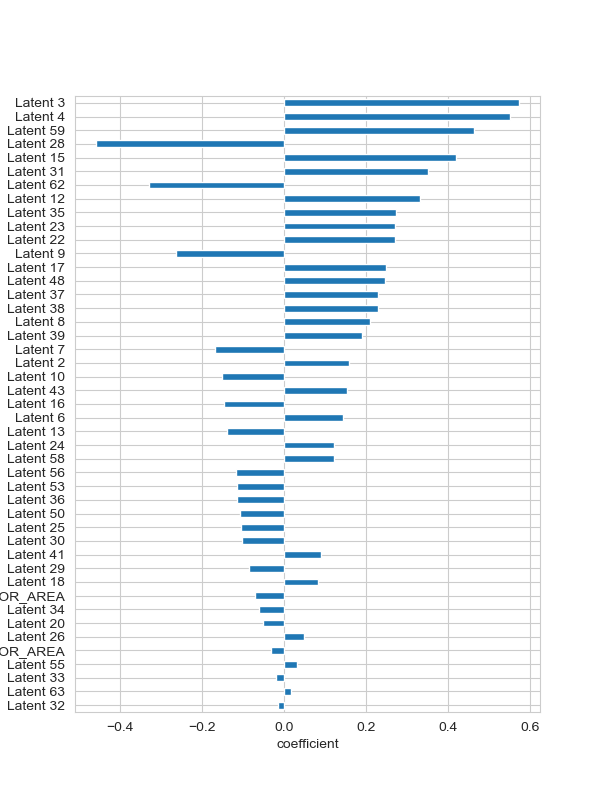 Latent 3
Latent 4
Latent 59
Latent 28
Latent 15
Latent 31
Latent 62
Latent 12
Latent 35
Latent 23
Latent 22
Latent 9
Latent 17
Latent 48
Latent 37
Latent 38
Latent 8
Latent 39
Latent 7
Latent 2
Latent 10
Latent 43
Latent 16
Latent 6
Latent 13
Latent 24
Latent 58
Latent 56
Latent 53
Latent 36
Latent 50
Latent 25
Latent 30
Latent 41
Latent 29
Latent 18
OR_AREA
Latent 34
Latent 20
Latent 26
OR_AREA
Latent 55
Latent 33
Latent 63
Latent 32
−0.4 −0.2 0.0 0.2 0.4 0.6
coefficient